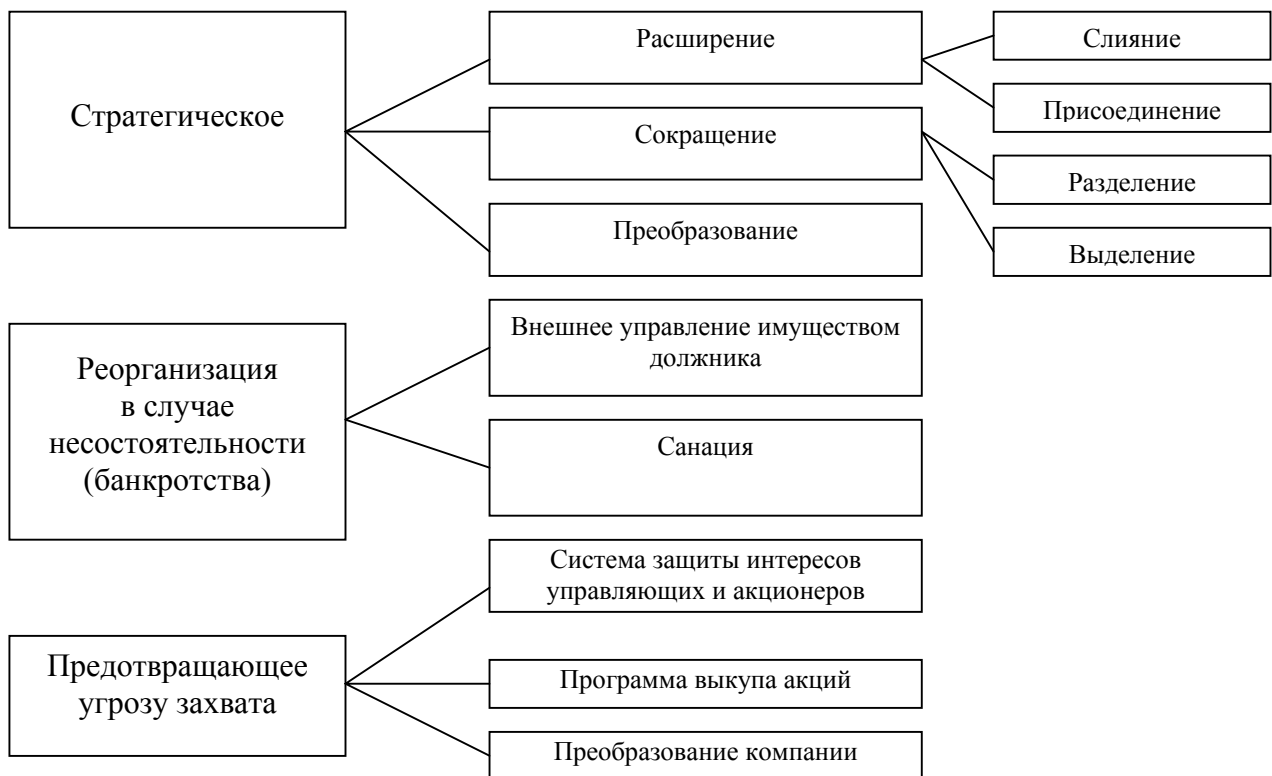 Стратегическое
Расширение
Слияние
Присоединение
Сокращение
Разделение
Выделение
Преобразование
Реорганизация
в случае
несостоятельности
(банкротства)
Внешнее управление имуществом
должника
Санация
Предотвращающее
угрозу захвата
Система защиты интересов
управляющих и акционеров
Программа выкупа акций
Преобразование компании